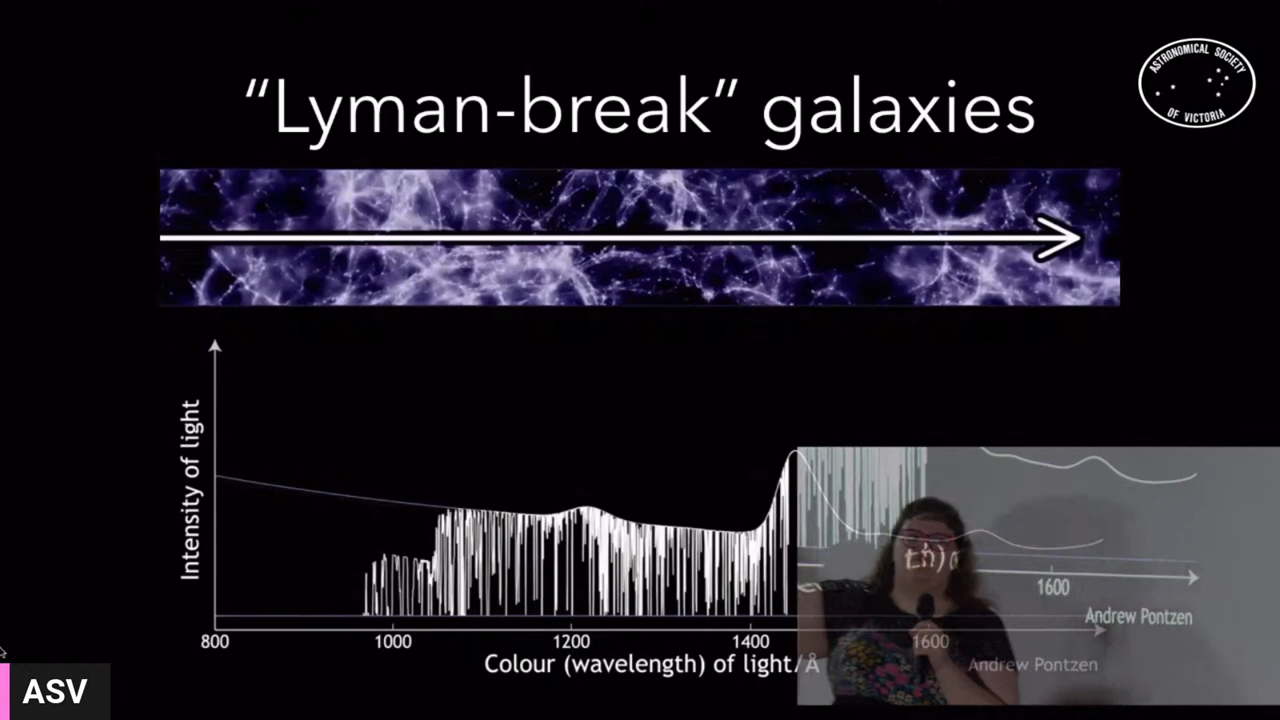 “Lyman-break” galaxies
ASTRONOMICAL SOCIETY
OF VICTORIA
Intensity of light
800
1000
1200
1400
1600
Colour (wavelength) of light/Å
Andrew Pontzen
1600
Andrew Pontzen
ASV